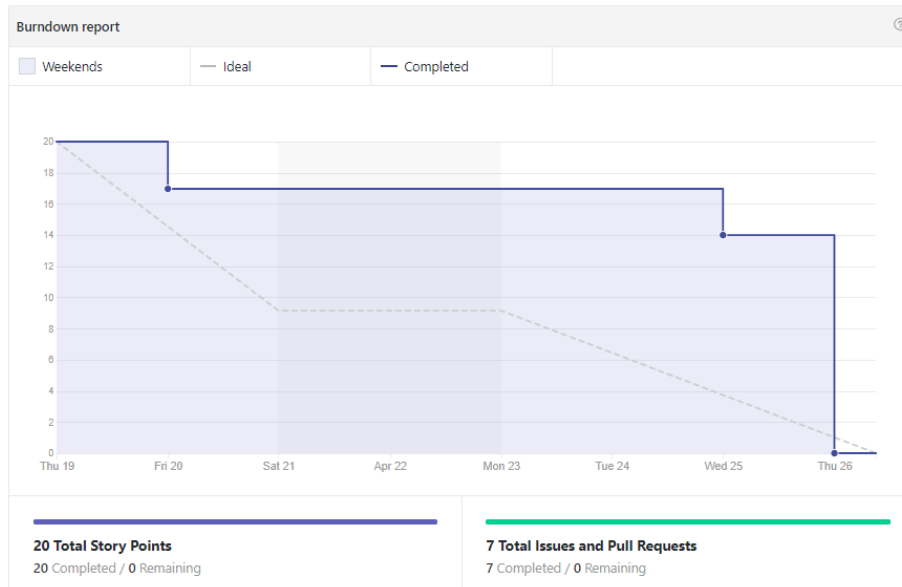 Burndown report
Weekends
Ideal
Completed
20
18
16
14
12
10
8
6
4
2
0
Thu 19 Fri 20 Sat 21 Apr 22 Mon 23 Tue 24 Wed 25 Thu 26
20 Total Story Points
20 Completed / 0 Remaining
7 Total Issues and Pull Requests
7 Completed / 0 Remaining